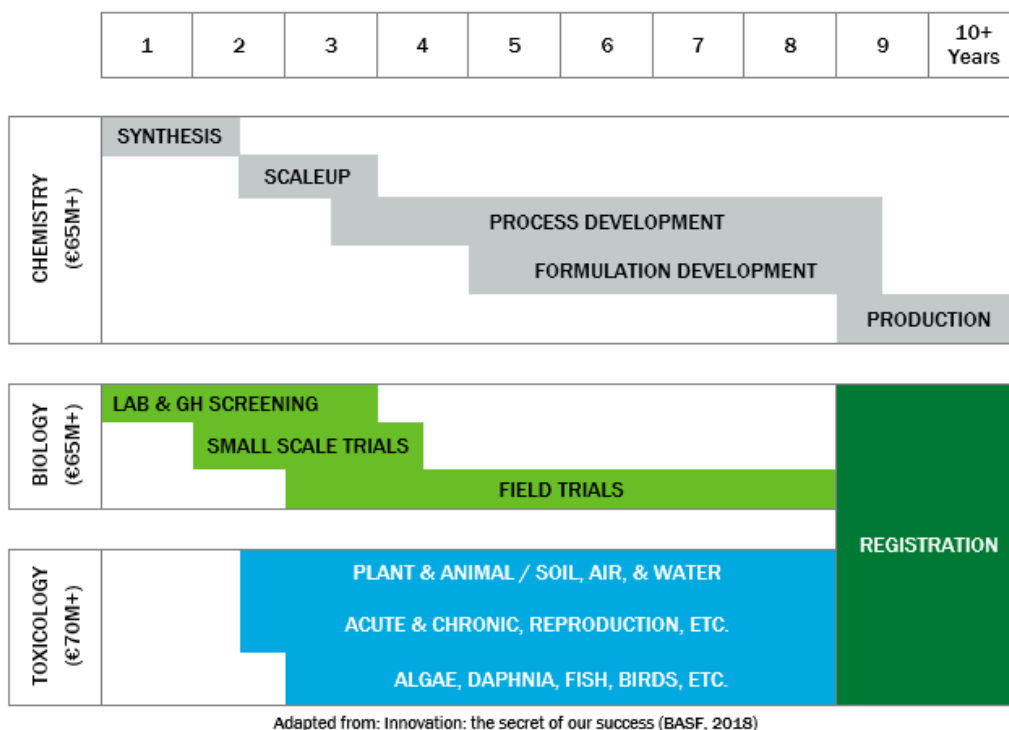 1 2 3 4 5 6 7 8 9 10+ Years
CHEMISTRY
(€65M+)
SYNTHESIS
SCALEUP
PROCESS DEVELOPMENT
FORMULATION DEVELOPMENT
PRODUCTION
BIOLOGY
(€65M+)
LAB & GH SCREENING
SMALL SCALE TRIALS
FIELD TRIALS
REGISTRATION
TOXICOLOGY
(€70M+)
PLANT & ANIMAL / SOIL, AIR, & WATER
ACUTE & CHRONIC, REPRODUCTION, ETC.
ALGAE, DAPHNIA, FISH, BIRDS, ETC.
Adapted from: Innovation: the secret of our success (BASF, 2018)